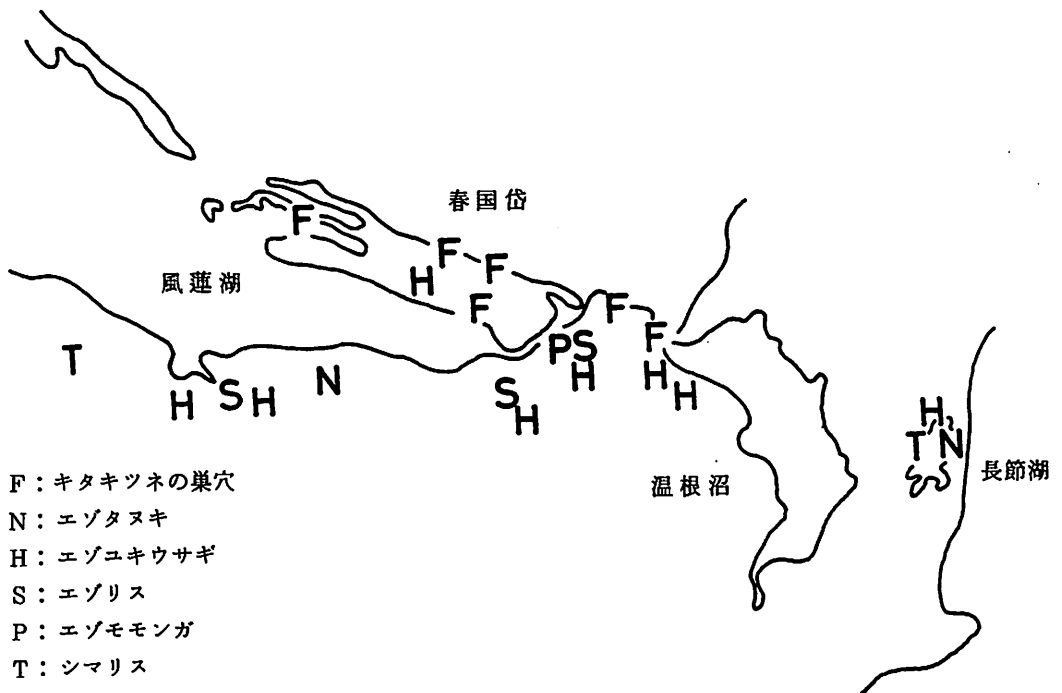 春国岱
F
F
F
風蓮湖
H
F
F
F
T
P S
H
H
H
H
S H
N
S
H
H
T N
温根沼
長節湖
F：キタキツネの巣穴
N：エゾタヌキ
H：エゾユキウサギ
S：エゾリス
P：エゾモモンガ
T：シマリス